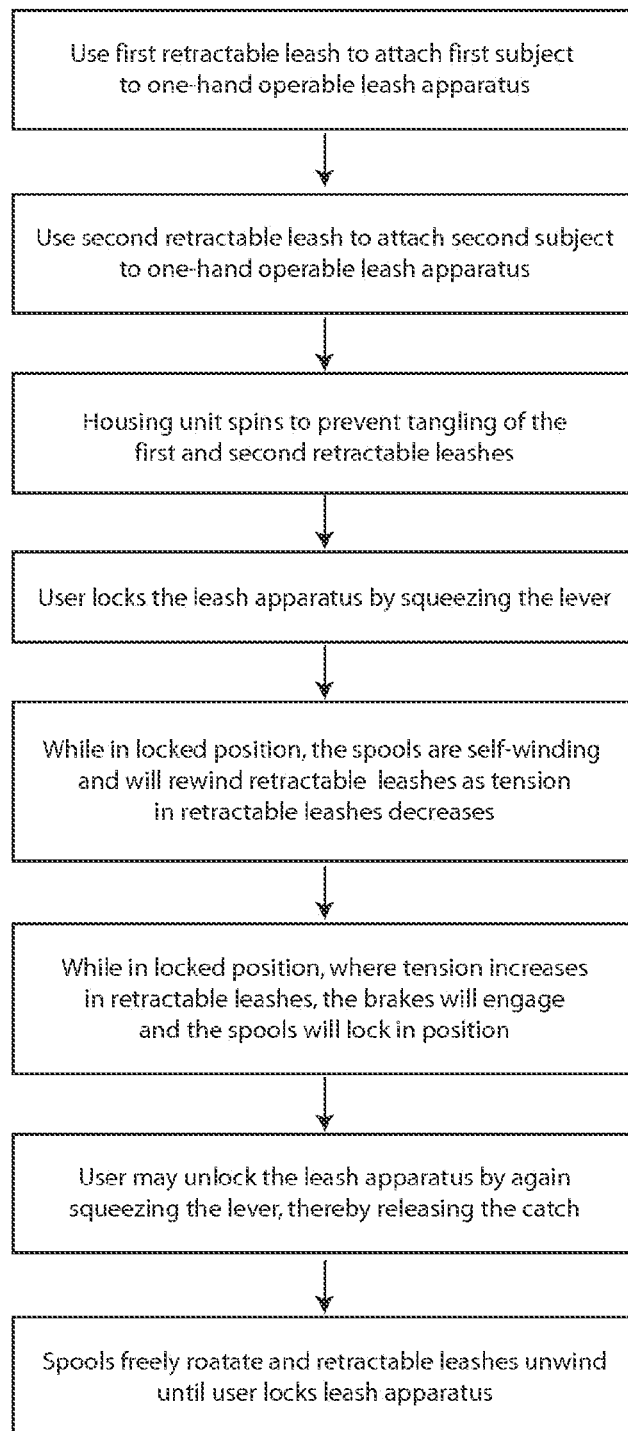 Use first retractable leash to attach first subject
to one-hand operable leash apparatus
Use second retractable leash to attach second subject
to one-hand operable leash apparatus
Housing unit spins to prevent tangling of the
first and second retractable leashes
User locks the leash apparatus by squeezing the lever
While in locked position, the spools are self-winding
and will rewind retractable leashes as tension
in retractable leashes decreases
While in locked position, where tension increases
in retractable leashes, the brakes will engage
and the spools will lock in position
User may unlock the leash apparatus by again
squeezing the lever, thereby releasing the catch
Spools freely roatate and retractable leashes unwind
until user locks leash apparatus